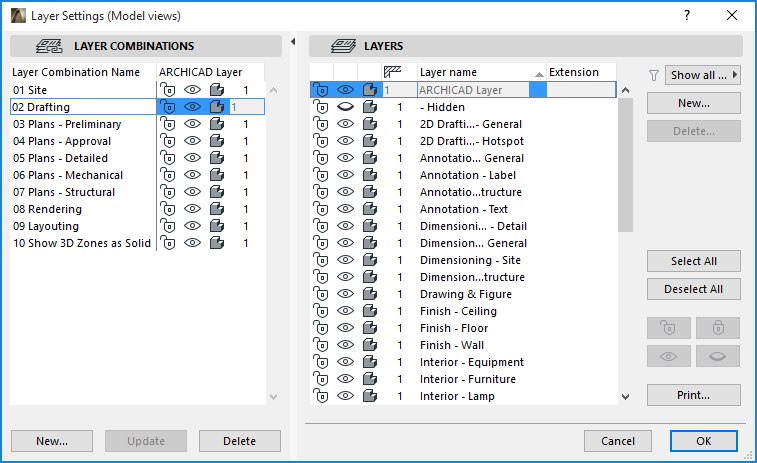 Layer Settings (Model views)
?
LAYER COMBINATIONS
Layer Combination Name ARCHICAD Layer
01 Site 1
02 Drafting 1
03 Plans - Preliminary 1
04 Plans - Approval 1
05 Plans - Detailed 1
06 Plans - Mechanical 1
07 Plans - Structural 1
08 Rendering 1
09 Layouting 1
10 Show 3D Zones as Solid 1
New...
Update
Delete
LAYERS
Layer name Extension
1 ARCHICAD Layer
1 - Hidden
1 2D Drafti...- General
1 2D Drafti...- Hotspot
1 Annotatio... General
1 Annotation - Label
1 Annotatio...tructure
1 Annotation - Text
1 Dimensioni... - Detail
1 Dimension... General
1 Dimensioning - Site
1 Dimension...tructure
1 Drawing & Figure
1 Finish - Ceiling
1 Finish - Floor
1 Finish - Wall
1 Interior - Equipment
1 Interior - Furniture
1 Interior - Lamp
Show all ...
New...
Delete...
Select All
Deselect All
Print...
Cancel
OK